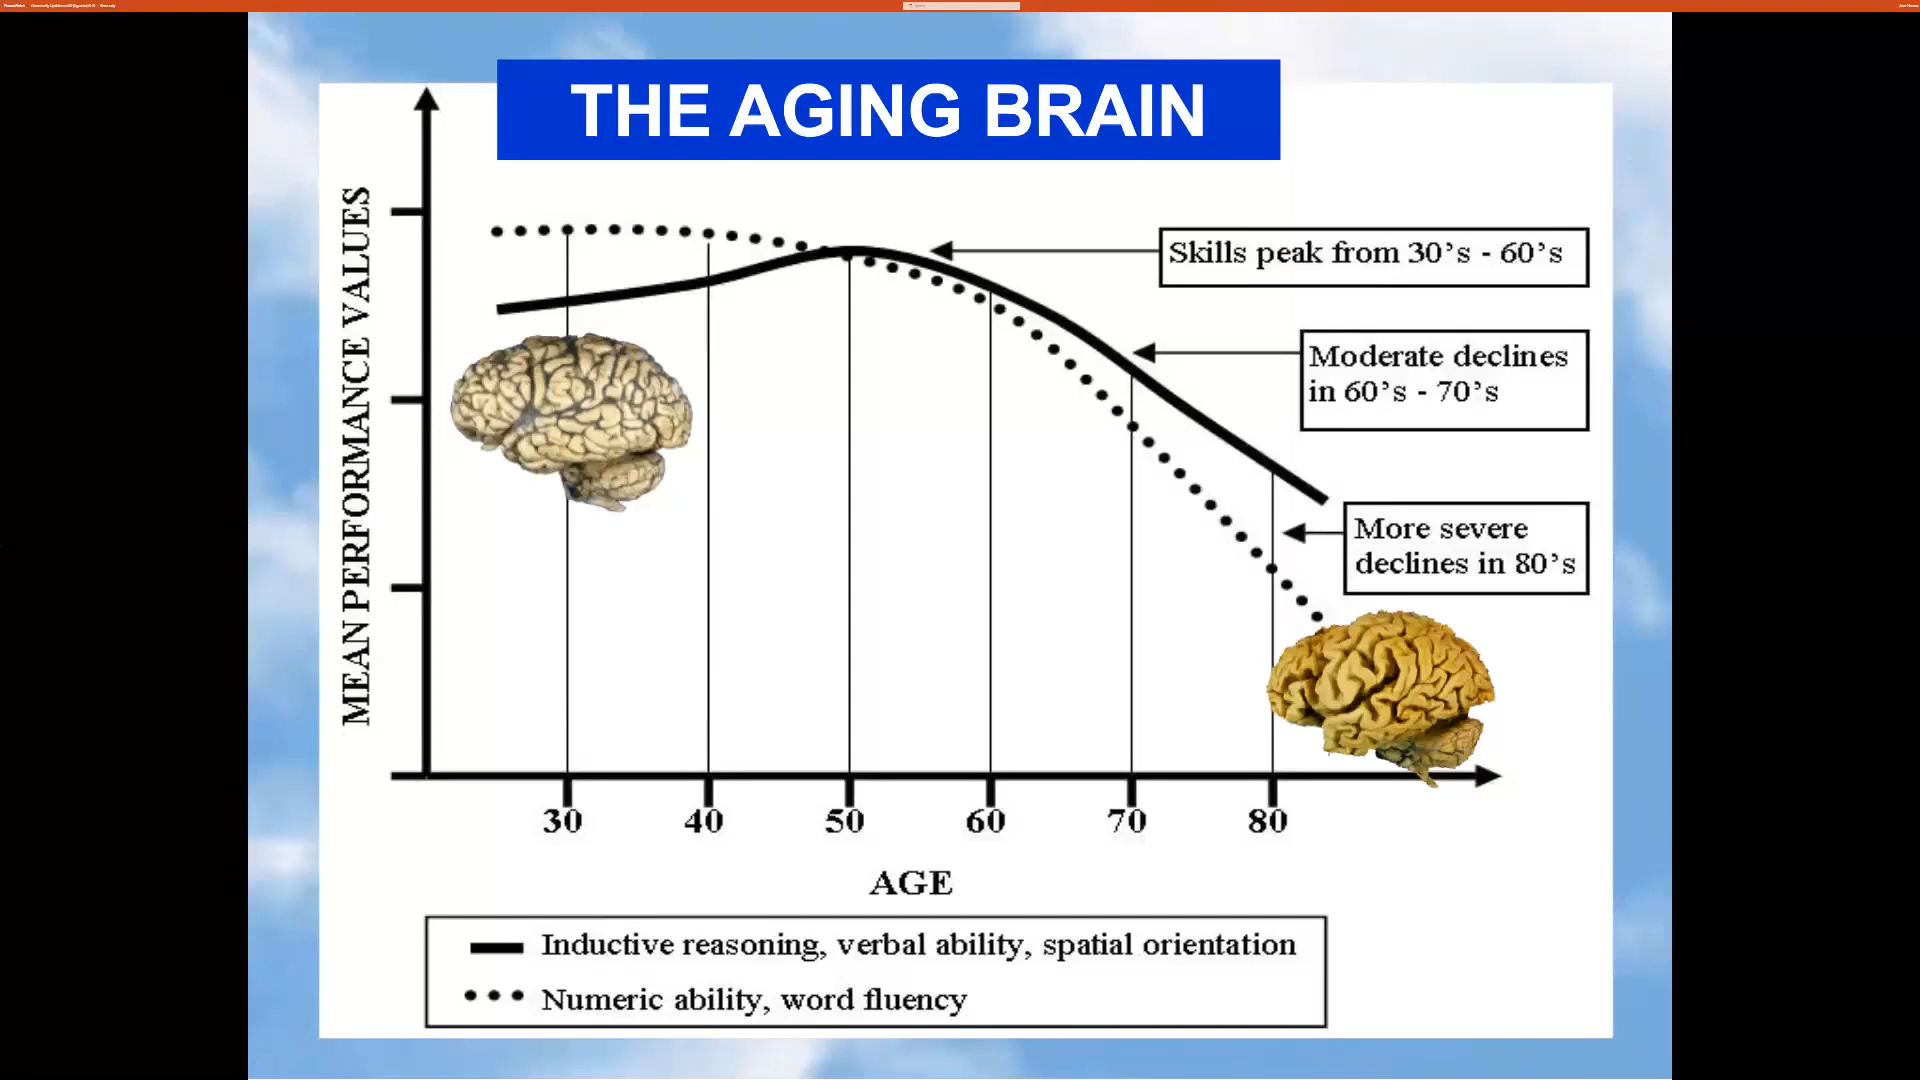 PowerPoint
THE AGING BRAIN
MEAN PERFORMANCE VALUES
Skills peak from 30's - 60's
Moderate declines
in 60's - 70's
More severe
declines in 80's
30 40 50 60 70 80
AGE
Inductive reasoning, verbal ability, spatial orientation
Numeric ability, word fluency